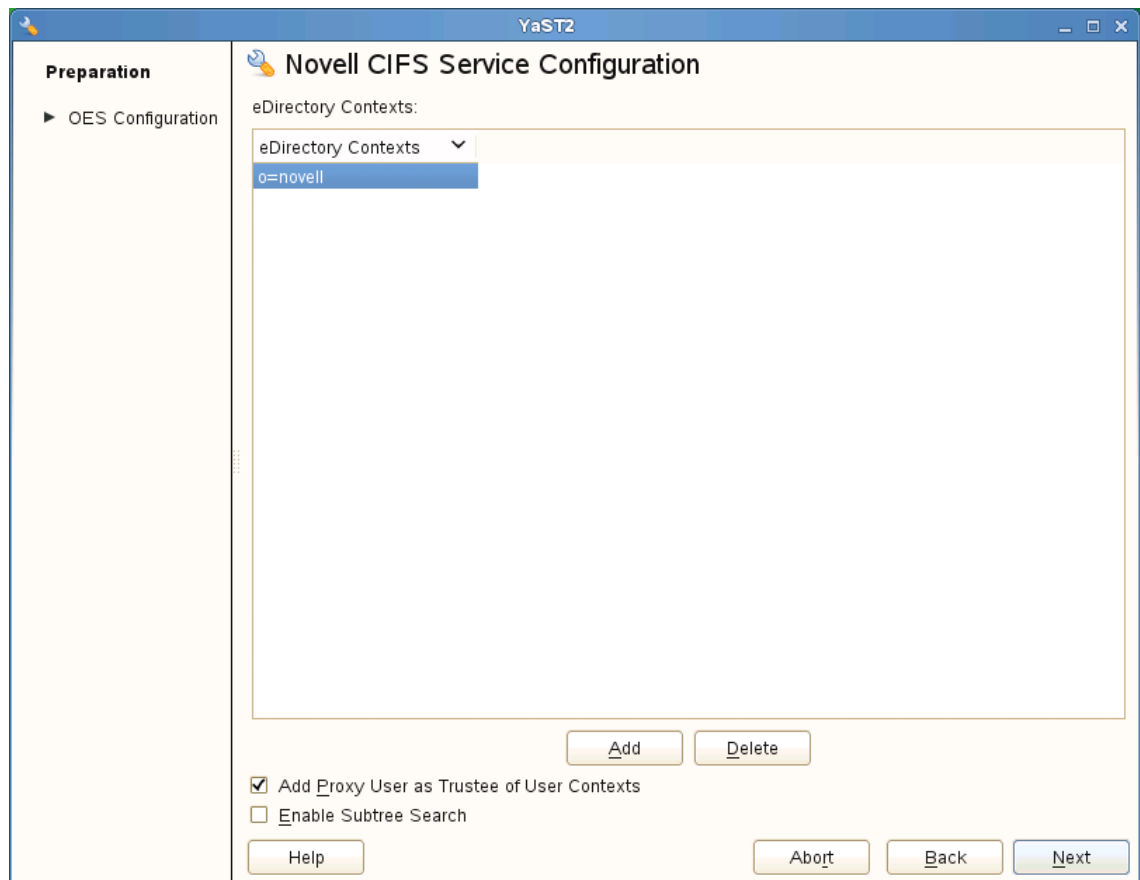 YaST2
Preparation
OES Configuration
Novell CIFS Service Configuration
eDirectory Contexts:
eDirectory Contexts
o=novell
Add
Delete
Add Proxy User as Trustee of User Contexts
Enable Subtree Search
Help
Abort
Back
Next